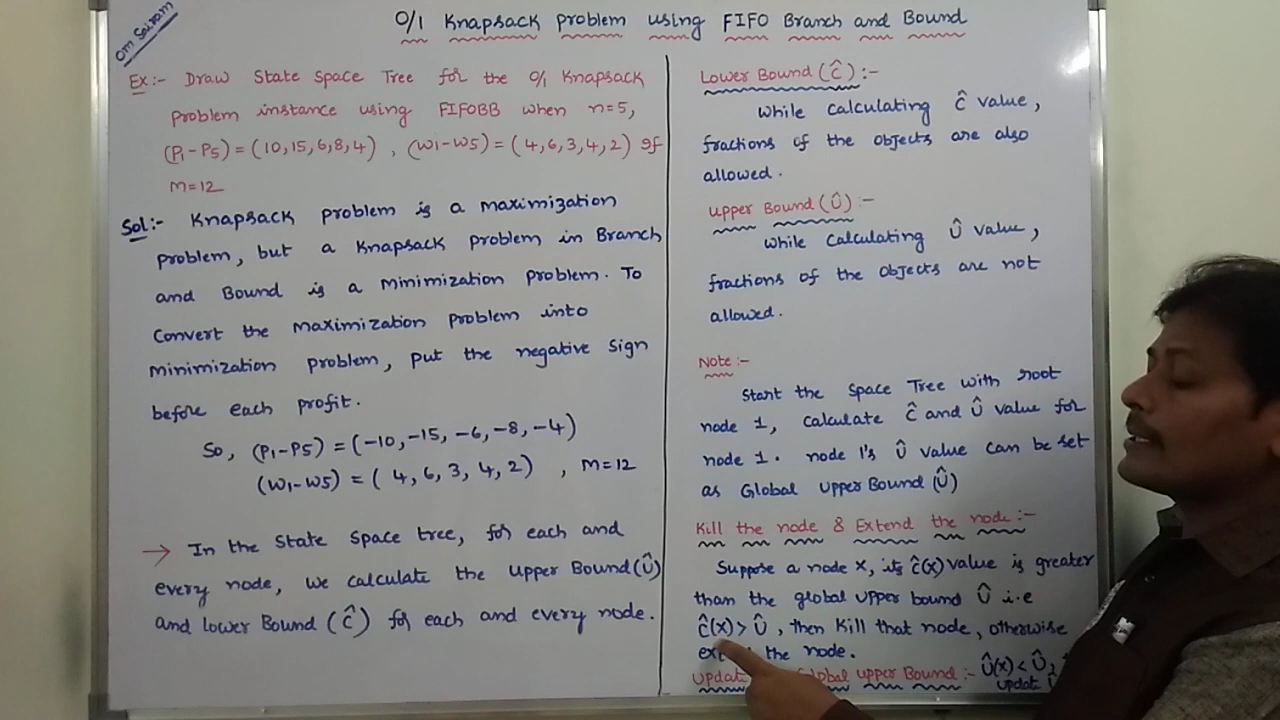 Om Sairam
0/1 Knapsack problem using FIFO Branch and Bound
Ex:- Draw State Space Tree for the 0/1 Knapsack
problem instance using FIFOBB when n=5,
(P1-P5) = (10,15,6,8,4) , (W1-W5) = (4,6,3,4,2) If
M=12
Sol:- Knapsack problem is a maximization
problem, but a Knapsack problem in Branch
and Bound is a minimization problem. To
Convert the maximization problem into
minimization problem, put the negative sign
before each profit.
So, (P1-P5) = (-10,-15,-6,-8,-4)
(W1-W5) = ( 4, 6, 3, 4, 2) , M=12
→ In the State Space tree, for each and
every node, we calculate the Upper Bound(Û)
and lower Bound (Ĉ) for each and every node.
Lower Bound (Ĉ) :-
While calculating Ĉ value,
fractions of the objects are also
allowed.
Upper Bound (Û) :-
While calculating Û value,
fractions of the objects are not
allowed.
Note :-
Start the Space Tree with root
node 1, calculate Ĉ and Û value for
node 1. node 1's Û value can be set
as Global Upper Bound (Û)
Kill the node & Extend the node :-
Suppose a node x, its Ĉ(x) value is greater
than the global upper bound Û i.e
Ĉ(x) > Û, then kill that node, otherwise
the node.
Global upper Bound :- Û(x) < Û,
update